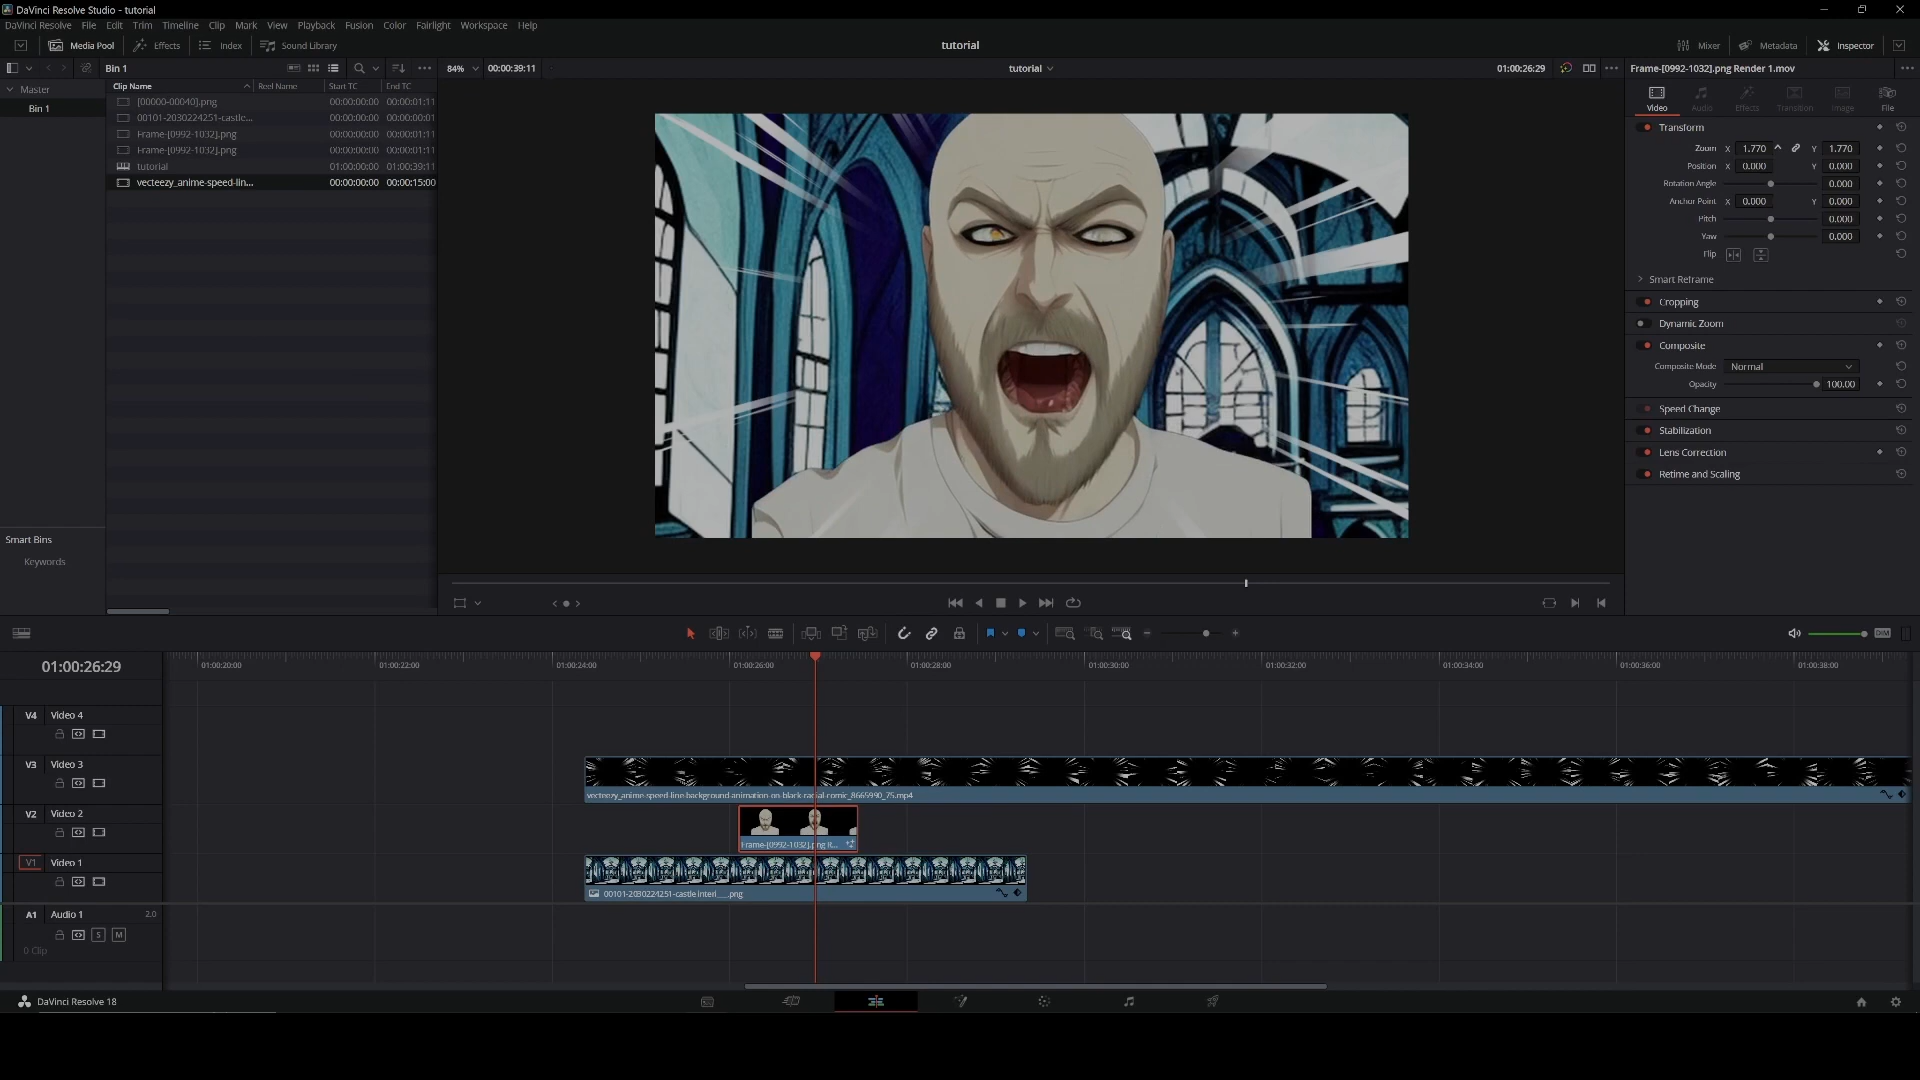 DaVinci Resolve Studio - tutorial
DaVinci Resolve File Edit Trim Timeline Clip Mark View Playback Fusion Color Fairlight Workspace Help
Media Pool Effects Index Sound Library tutorial Mixer Metadata Inspector
Bin 1 84% 00:00:39:11 tutorial 01:00:26:29 Frame-[0992-1032].png Render 1.mov
Master Clip Name Reel Name Start TC End TC
Bin 1
[00000-00040].png 00:00:00:00 00:00:01:11
00101-2030224251-castle... 00:00:00:00 00:00:00:01
Frame-[0992-1032].png 00:00:00:00 00:00:01:11
Frame-[0992-1032].png 00:00:00:00 00:00:01:11
tutorial 01:00:00:00 01:00:39:11
vecteezy_anime-speed-lin... 00:00:00:00 00:00:15:00
Smart Bins
Keywords
Video Audio Effects Transition Image File
Transform
Zoom X 1.770 Y 1.770
Position X 0.000 Y 0.000
Rotation Angle 0.000
Anchor Point X 0.000 Y 0.000
Pitch 0.000
Yaw 0.000
Flip
Smart Reframe
Cropping
Dynamic Zoom
Composite
Composite Mode Normal
Opacity 100.00
Speed Change
Stabilization
Lens Correction
Retime and Scaling
DIM
01:00:26:29 01:00:20:00 01:00:22:00 01:00:24:00 01:00:26:00 01:00:28:00 01:00:30:00 01:00:32:00 01:00:34:00 01:00:36:00 01:00:38:00
V4 Video 4
V3 Video 3
vecteezy_anime-speed-line-background-animation-on-black-racial-comic_8665990_75.mp4
V2 Video 2
Frame-[0992-1032].png R...
V1 Video 1
00101-2030224251-castle interi___.png
A1 Audio 1 2.0
S M
0 Clip
DaVinci Resolve 18